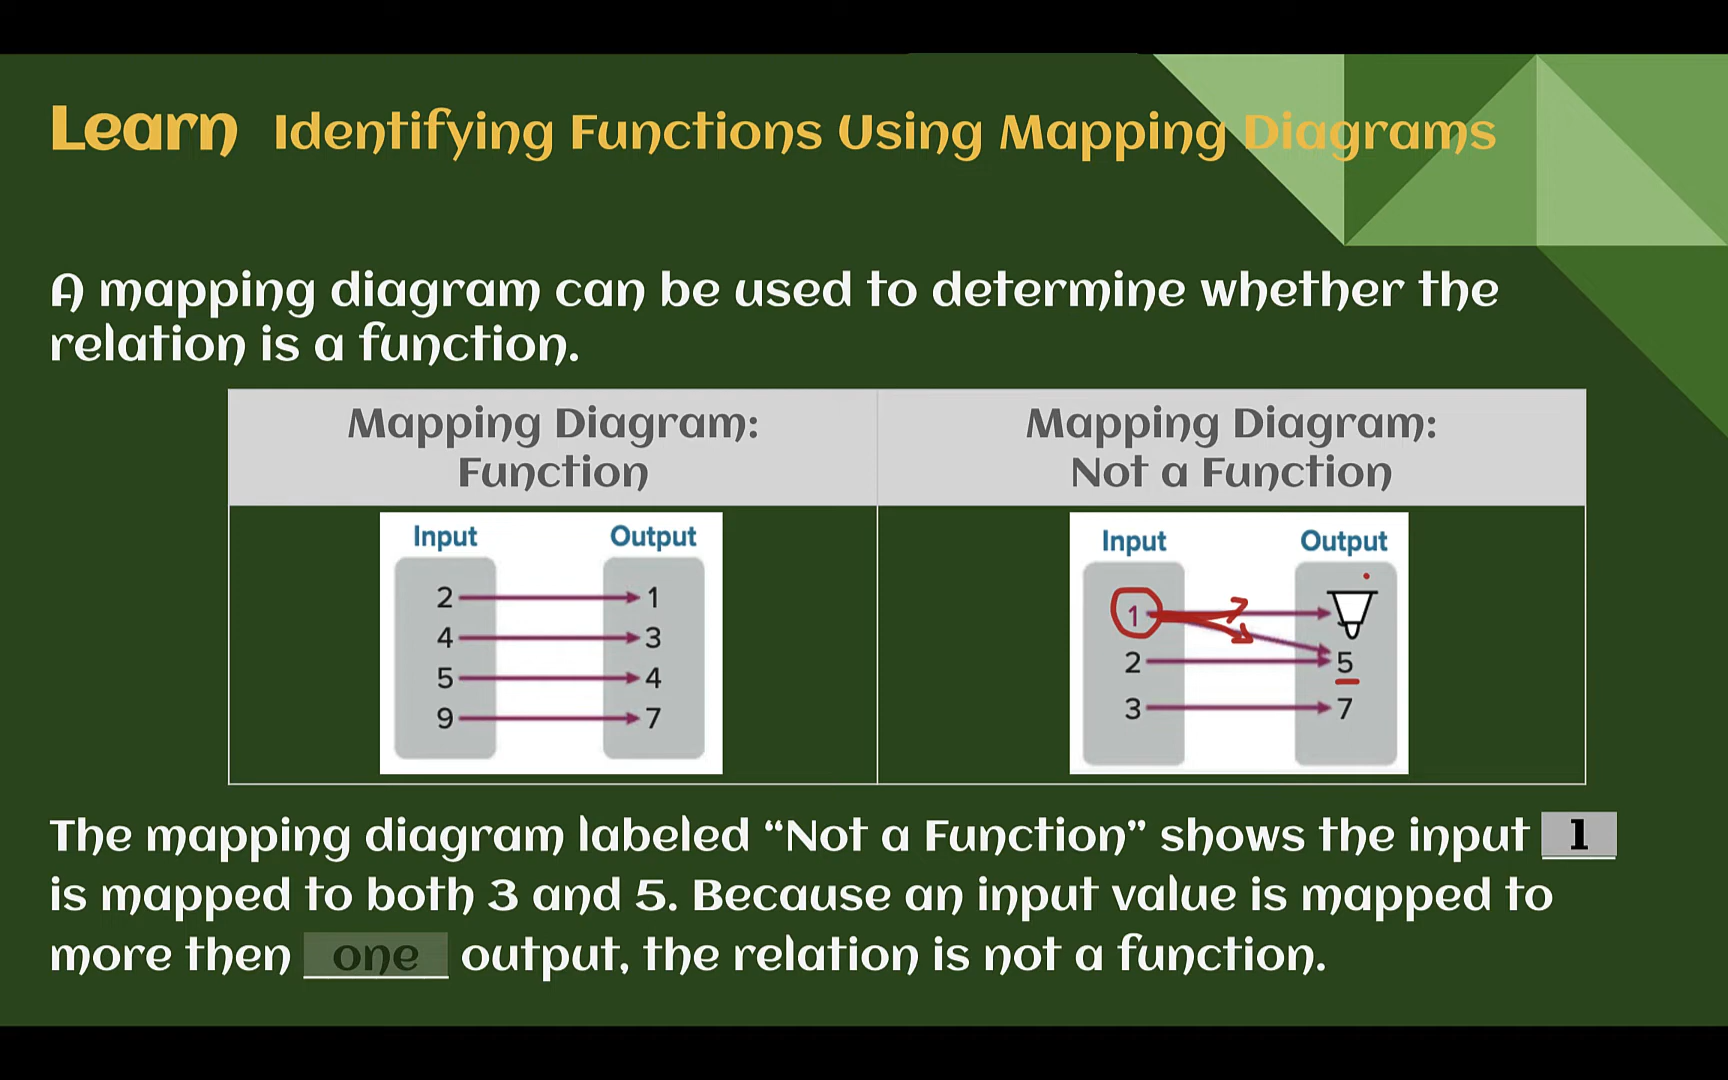 Learn Identifying Functions Using Mapping Diagrams
A mapping diagram can be used to determine whether the
relation is a function.
Mapping Diagram:
Function
Mapping Diagram:
Not a Function
Input Output
2 1
4 3
5 4
9 7
Input Output
1
2 5
3 7
The mapping diagram labeled “Not a Function” shows the input 1
is mapped to both 3 and 5. Because an input value is mapped to
more then one output, the relation is not a function.